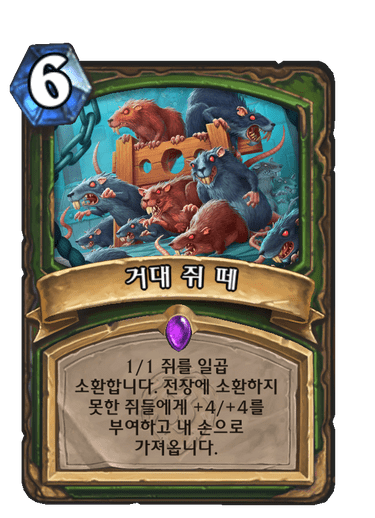 6
거대 쥐 떼
1/1 쥐를 일곱
소환합니다. 전장에 소환하지
못한 쥐들에게 +4/+4를
부여하고 내 손으로
가져옵니다.